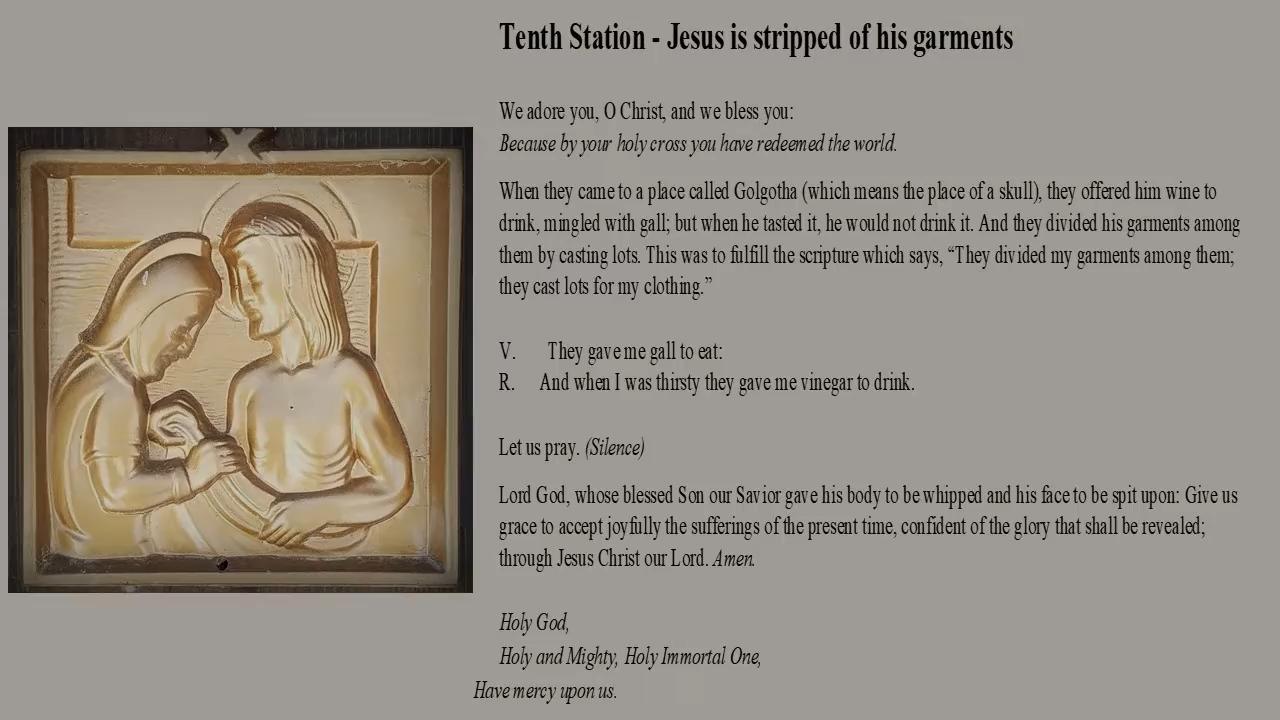 Tenth Station - Jesus is stripped of his garments
We adore you, O Christ, and we bless you:
Because by your holy cross you have redeemed the world.
When they came to a place called Golgotha (which means the place of a skull), they offered him wine to
drink, mingled with gall; but when he tasted it, he would not drink it. And they divided his garments among
them by casting lots. This was to fulfill the scripture which says, “They divided my garments among them;
they cast lots for my clothing.”
V. They gave me gall to eat:
R. And when I was thirsty they gave me vinegar to drink.
Let us pray. (Silence)
Lord God, whose blessed Son our Savior gave his body to be whipped and his face to be spit upon: Give us
grace to accept joyfully the sufferings of the present time, confident of the glory that shall be revealed;
through Jesus Christ our Lord. Amen.
Holy God,
Holy and Mighty, Holy Immortal One,
Have mercy upon us.